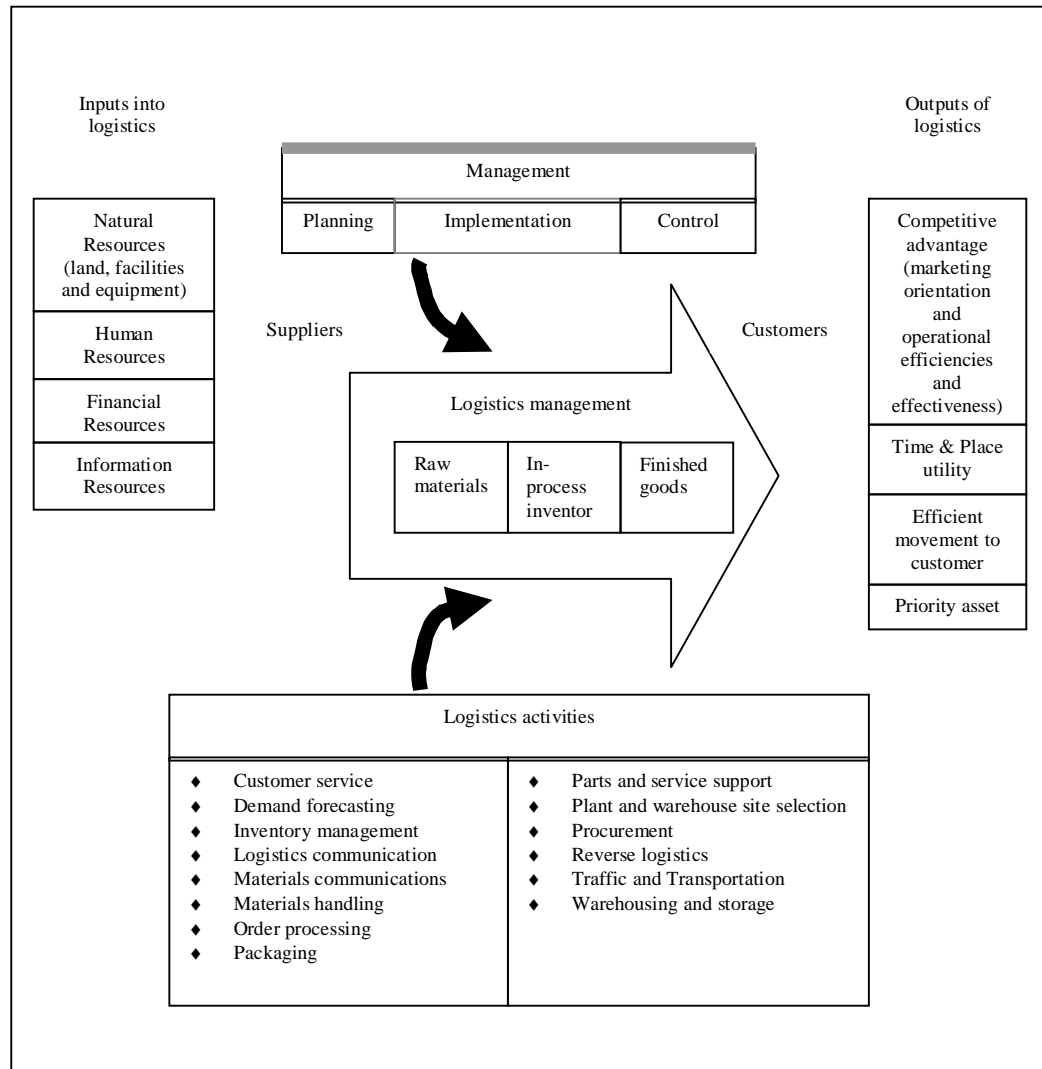 Inputs into
logistics
Outputs of
logistics
Management
Planning
Implementation
Control
Natural
Resources
(land, facilities
and equipment)
Human
Resources
Financial
Resources
Information
Resources
Suppliers
Customers
Logistics management
Raw
materials
In-
process
inventor
Finished
goods
Competitive
advantage
(marketing
orientation
and
operational
efficiencies
and
effectiveness)
Time & Place
utility
Efficient
movement to
customer
Priority asset
Logistics activities
♦ Customer service
♦ Demand forecasting
♦ Inventory management
♦ Logistics communication
♦ Materials communications
♦ Materials handling
♦ Order processing
♦ Packaging
♦ Parts and service support
♦ Plant and warehouse site selection
♦ Procurement
♦ Reverse logistics
♦ Traffic and Transportation
♦ Warehousing and storage